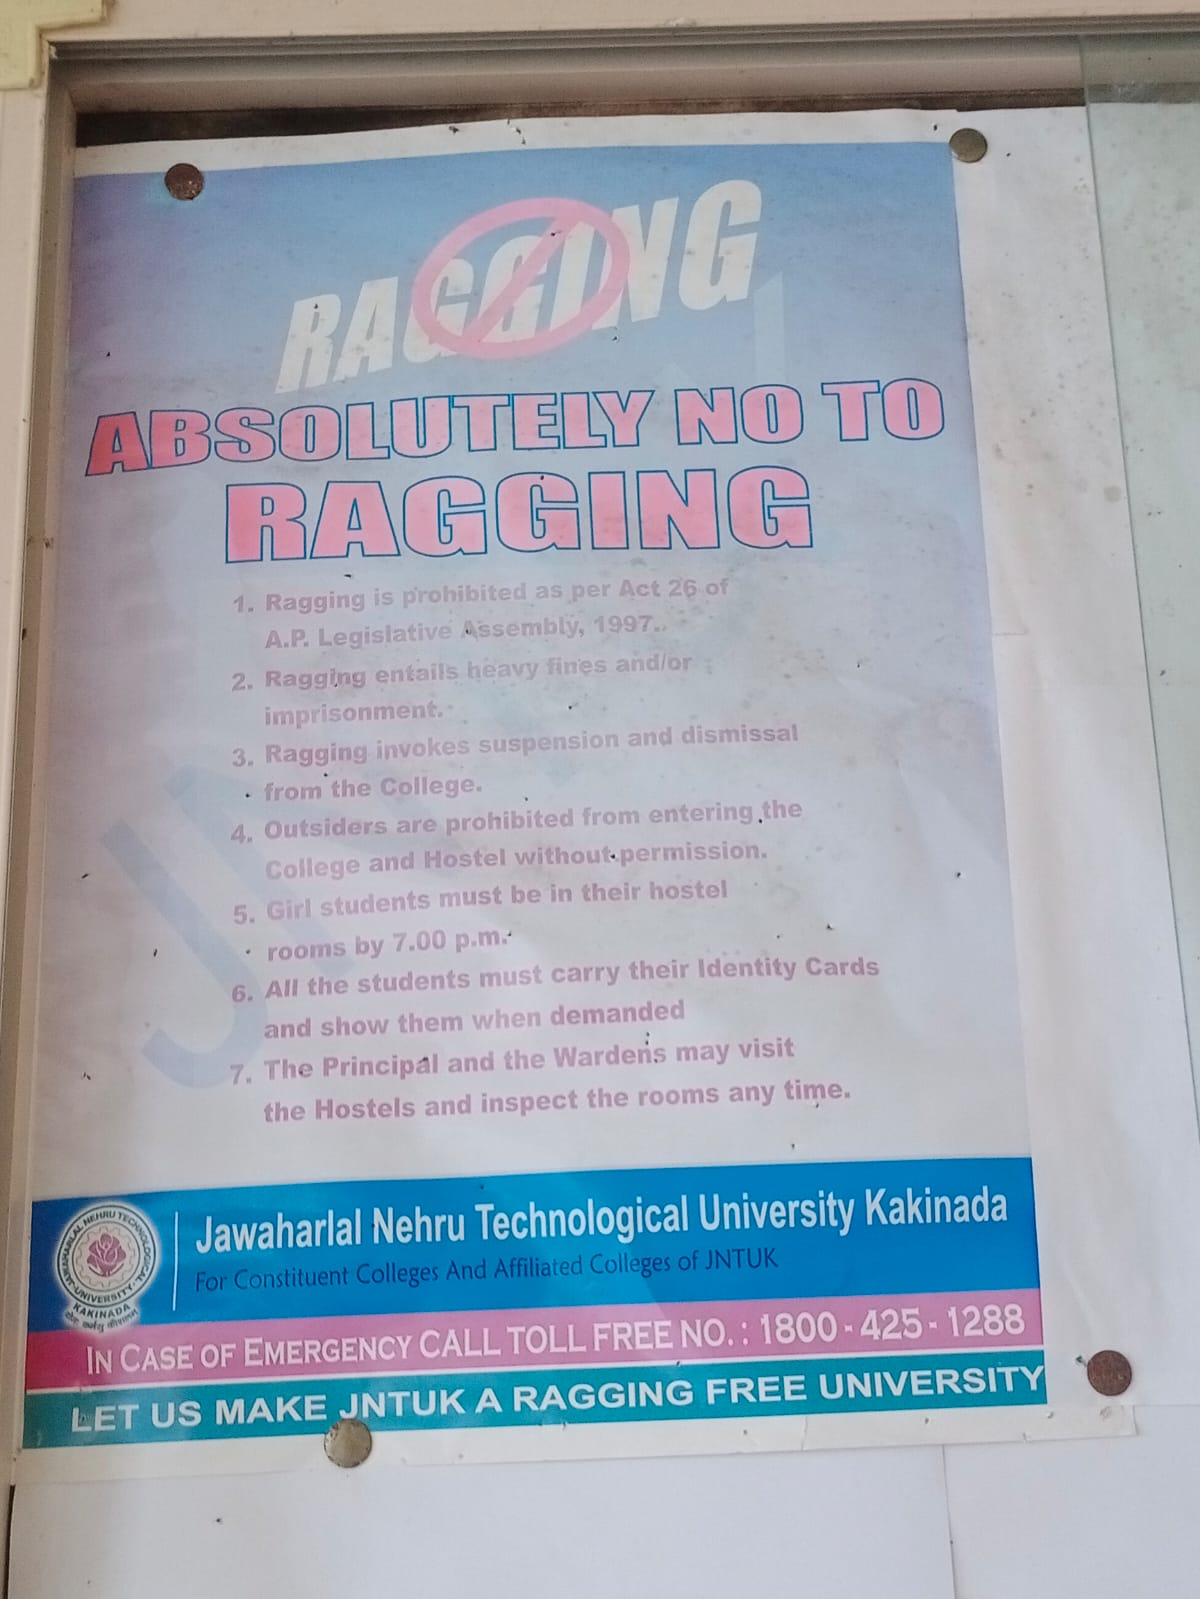 RAGGING
ABSOLUTELY NO TO
RAGGING
1. Ragging is prohibited as per Act 26 of
A.P. Legislative Assembly, 1997.
2. Ragging entails heavy fines and/or
imprisonment.
3. Ragging invokes suspension and dismissal
from the College.
4. Outsiders are prohibited from entering the
College and Hostel without permission.
5. Girl students must be in their hostel
rooms by 7.00 p.m.
6. All the students must carry their Identity Cards
and show them when demanded
7. The Principal and the Wardens may visit
the Hostels and inspect the rooms any time.
JAWAHARLAL NEHRU TECHNOLOGICAL UNIVERSITY
KAKINADA
Jawaharlal Nehru Technological University Kakinada
For Constituent Colleges And Affiliated Colleges of JNTUK
IN CASE OF EMERGENCY CALL TOLL FREE NO. : 1800 - 425 - 1288
LET US MAKE JNTUK A RAGGING FREE UNIVERSITY